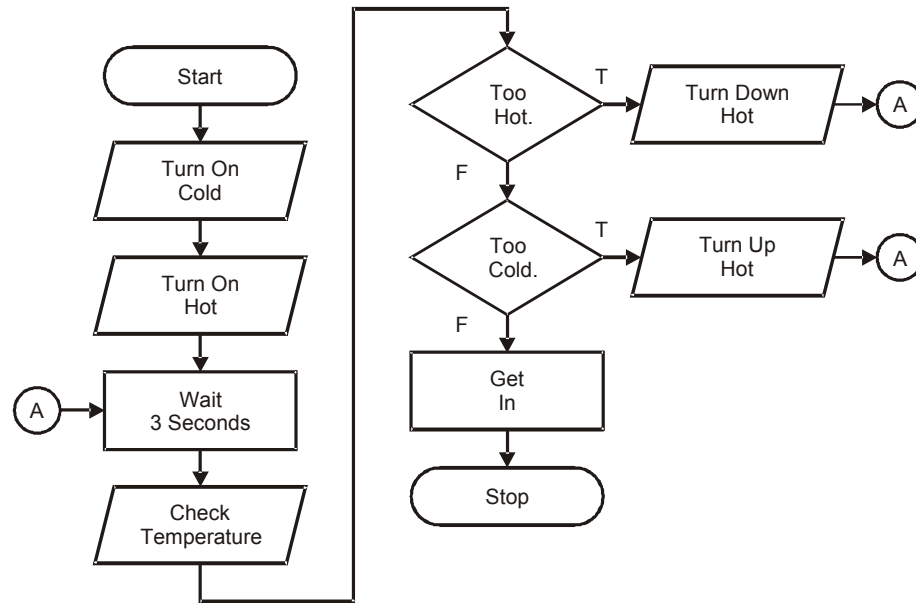 Start
Turn On
Cold
Turn On
Hot
A
Wait
3 Seconds
Check
Temperature
Too
Hot.
T
Turn Down
Hot
A
F
Too
Cold.
T
Turn Up
Hot
A
F
Get
In
Stop